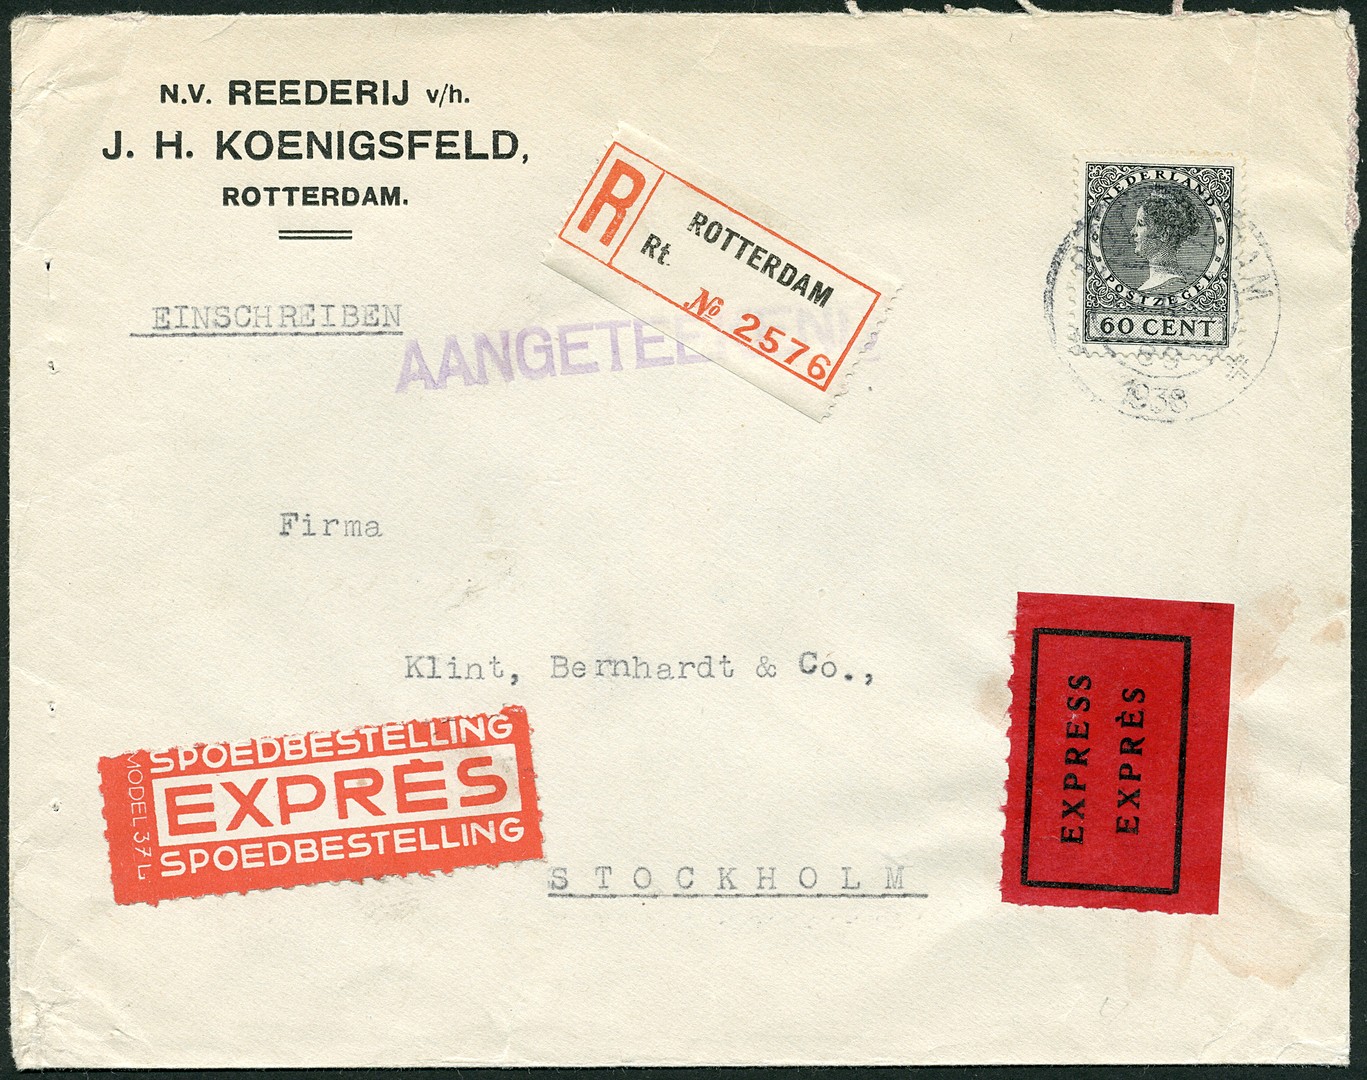 N.V. REEDERIJ v/h.
J. H. KOENIGSFELD,
ROTTERDAM.
EINSCHREIBEN
R
ROTTERDAM
Rt.
No 2576
NEDERLAND
POSTZEGEL
60 CENT
1938
Firma
Klint, Bernhardt & Co.,
STOCKHOLM
SPOEDBESTELLING
EXPRÈS
SPOEDBESTELLING
MODEL 37 L
EXPRESS
EXPRÈS